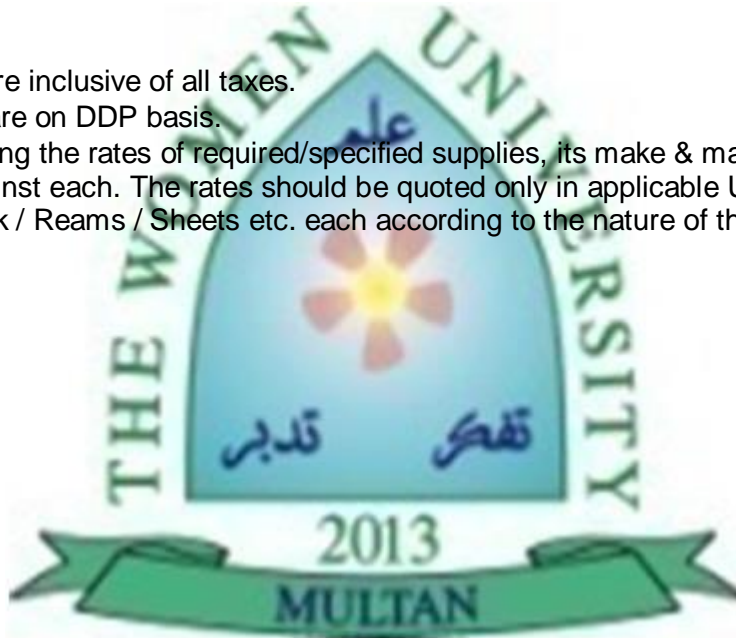 re inclusive of all taxes.
are on DDP basis.
ng the rates of required/specified supplies, its make & ma
nst each. The rates should be quoted only in applicable U
k / Reams / Sheets etc. each according to the nature of th
THE WOMEN UNIVERSITY
علم
تفکر تدبر
2013
MULTAN